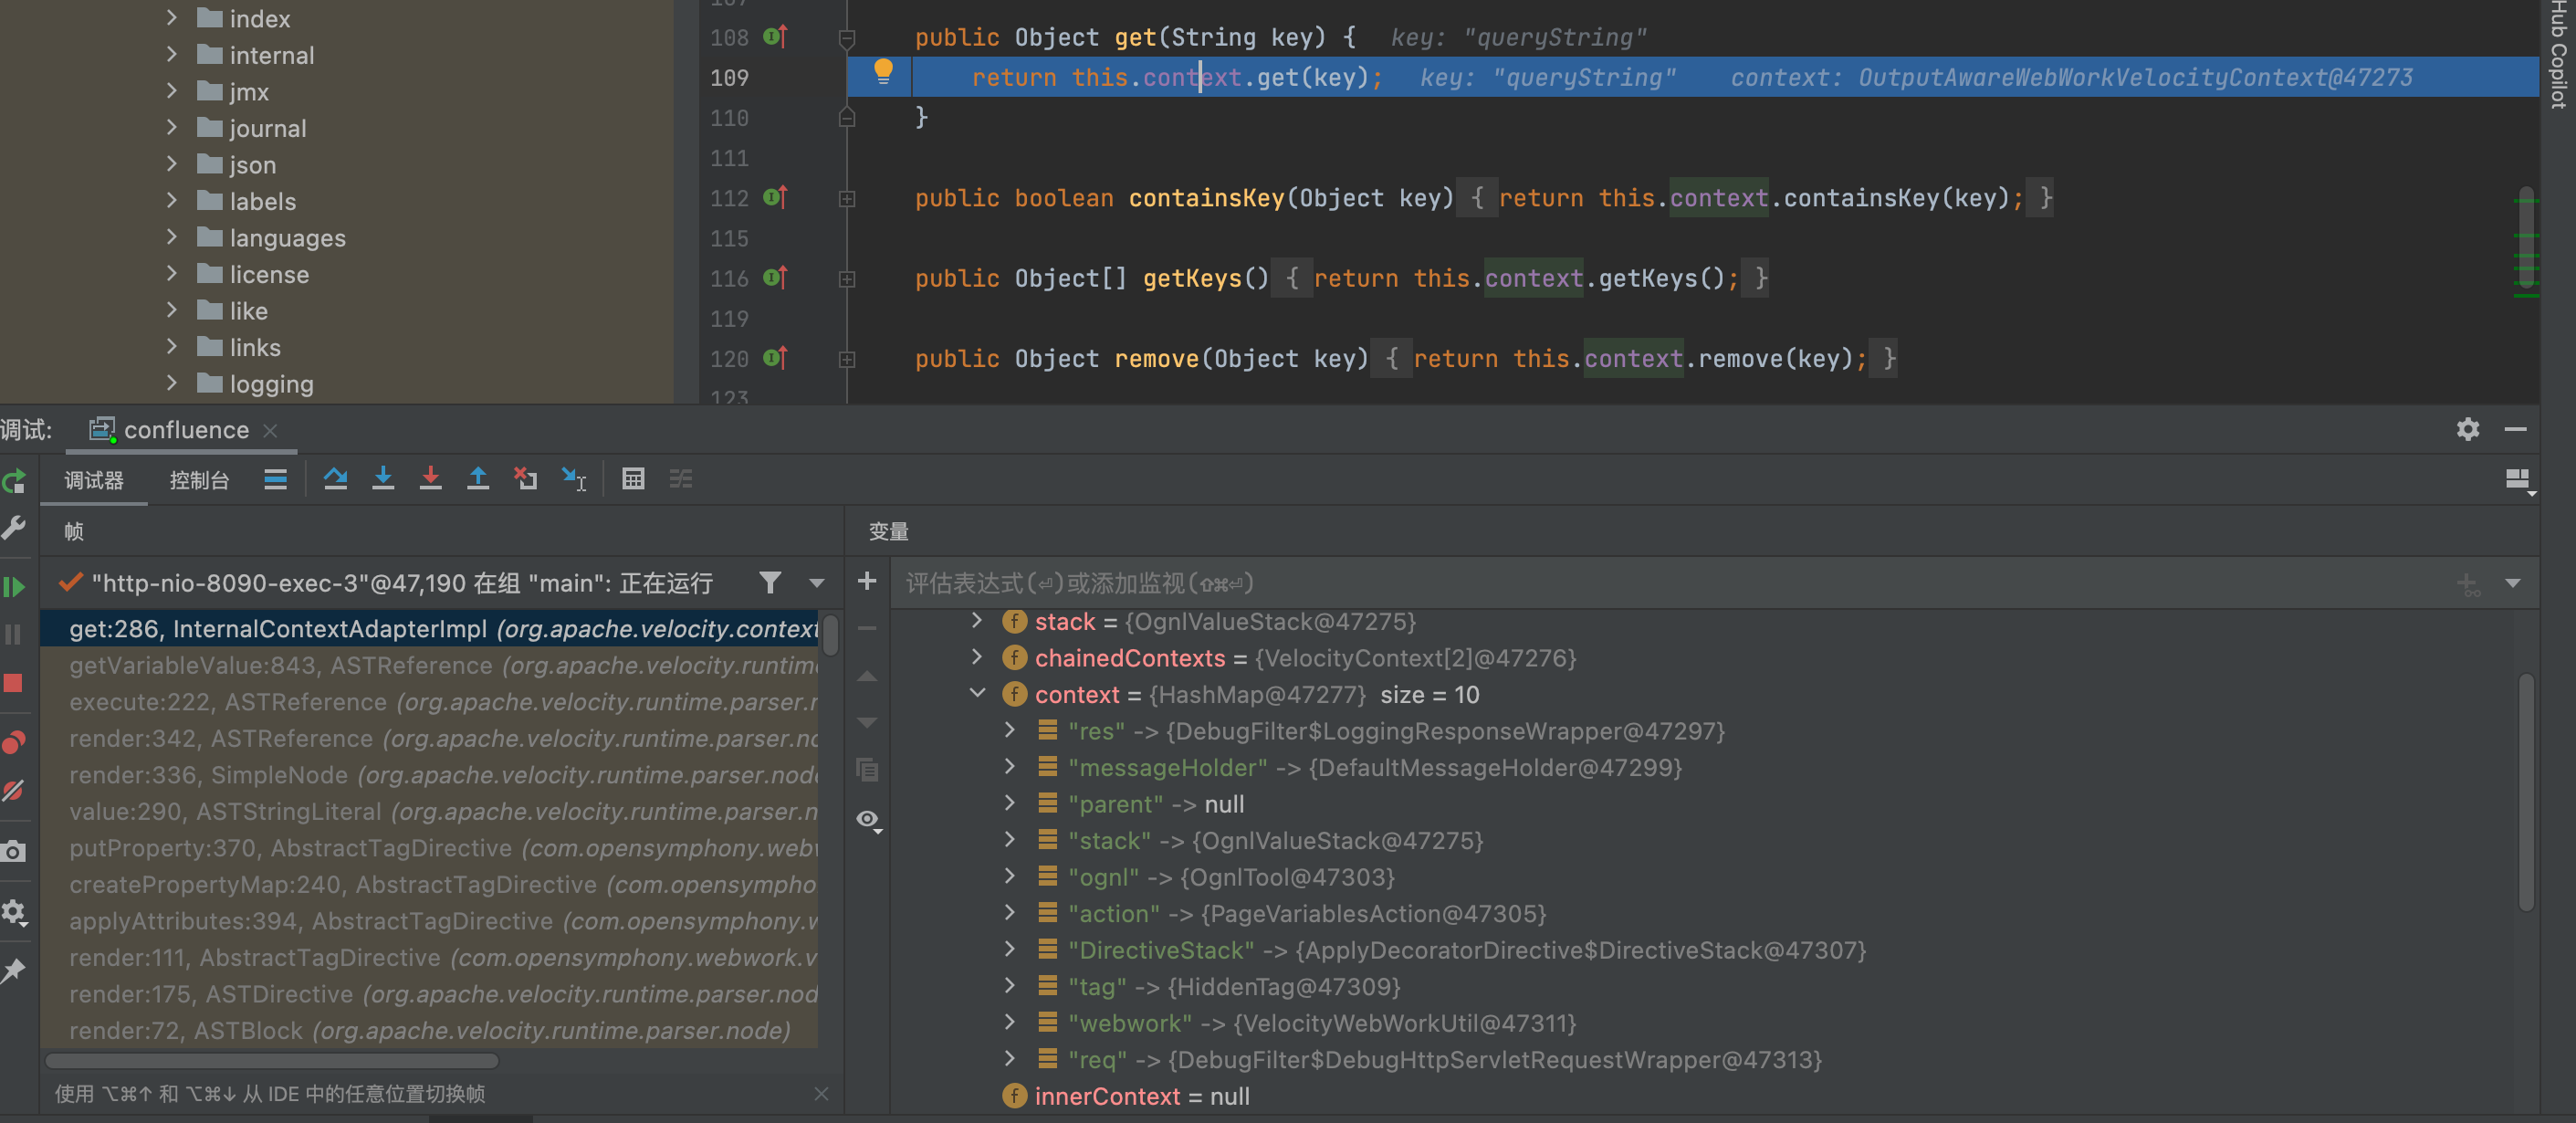 index
internal
jmx
journal
json
labels
languages
license
like
links
logging
108 public Object get(String key) { key: "queryString"
109 return this.context.get(key); key: "queryString" context: OutputAwareWebWorkVelocityContext@47273
110 }
111
112 public boolean containsKey(Object key) { return this.context.containsKey(key); }
115
116 public Object[] getKeys() { return this.context.getKeys(); }
119
120 public Object remove(Object key) { return this.context.remove(key); }
123
Hub Copilot
调试: confluence
调试器 控制台
帧
"http-nio-8090-exec-3"@47,190 在组 "main": 正在运行
get:286, InternalContextAdapterImpl (org.apache.velocity.context
getVariableValue:843, ASTReference (org.apache.velocity.runtime
execute:222, ASTReference (org.apache.velocity.runtime.parser.r
render:342, ASTReference (org.apache.velocity.runtime.parser.no
render:336, SimpleNode (org.apache.velocity.runtime.parser.node
value:290, ASTStringLiteral (org.apache.velocity.runtime.parser.n
putProperty:370, AbstractTagDirective (com.opensymphony.webv
createPropertyMap:240, AbstractTagDirective (com.opensympho
applyAttributes:394, AbstractTagDirective (com.opensymphony.w
render:111, AbstractTagDirective (com.opensymphony.webwork.v
render:175, ASTDirective (org.apache.velocity.runtime.parser.nod
render:72, ASTBlock (org.apache.velocity.runtime.parser.node)
使用 ⌥⌘↑ 和 ⌥⌘↓ 从 IDE 中的任意位置切换帧
变量
评估表达式(⏎)或添加监视(⇧⌘⏎)
stack = {OgnlValueStack@47275}
chainedContexts = {VelocityContext[2]@47276}
context = {HashMap@47277} size = 10
"res" -> {DebugFilter$LoggingResponseWrapper@47297}
"messageHolder" -> {DefaultMessageHolder@47299}
"parent" -> null
"stack" -> {OgnlValueStack@47275}
"ognl" -> {OgnlTool@47303}
"action" -> {PageVariablesAction@47305}
"DirectiveStack" -> {ApplyDecoratorDirective$DirectiveStack@47307}
"tag" -> {HiddenTag@47309}
"webwork" -> {VelocityWebWorkUtil@47311}
"req" -> {DebugFilter$DebugHttpServletRequestWrapper@47313}
innerContext = null